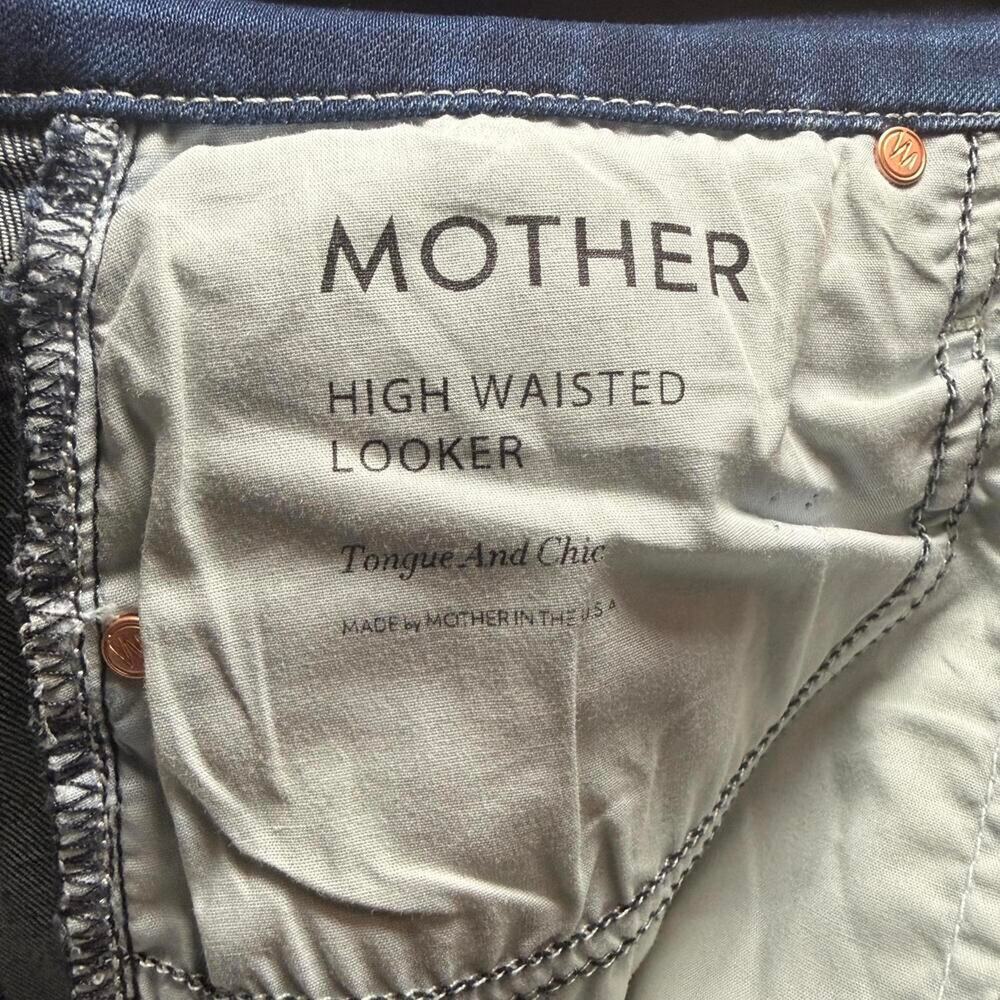 MOTHER
HIGH WAISTED
LOOKER
Tongue And Chic
MADE by MOTHER IN THE U.S.A